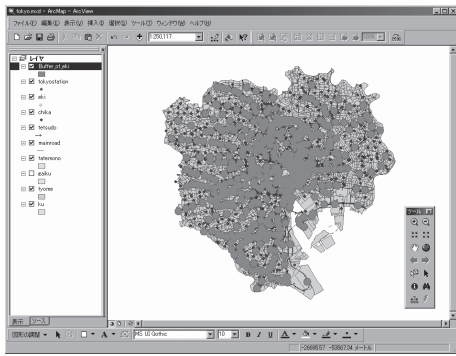 tokyo.mxd - ArcMap - ArcView
ファイル(F) 編集(E) 表示(V) 挿入(I) 選択(S) ツール(T) ウィンドウ(W) ヘルプ(H)
1:250,117
レイヤ
Buffer_of_eki
tokyostation
eki
chika
tetsudo
mainroad
tatemono
gaiku
tyome
ku
ツール
表示 ソース
図形の調整 MS UI Gothic 10 B I U A
-26695.57 -53567.34 メートル